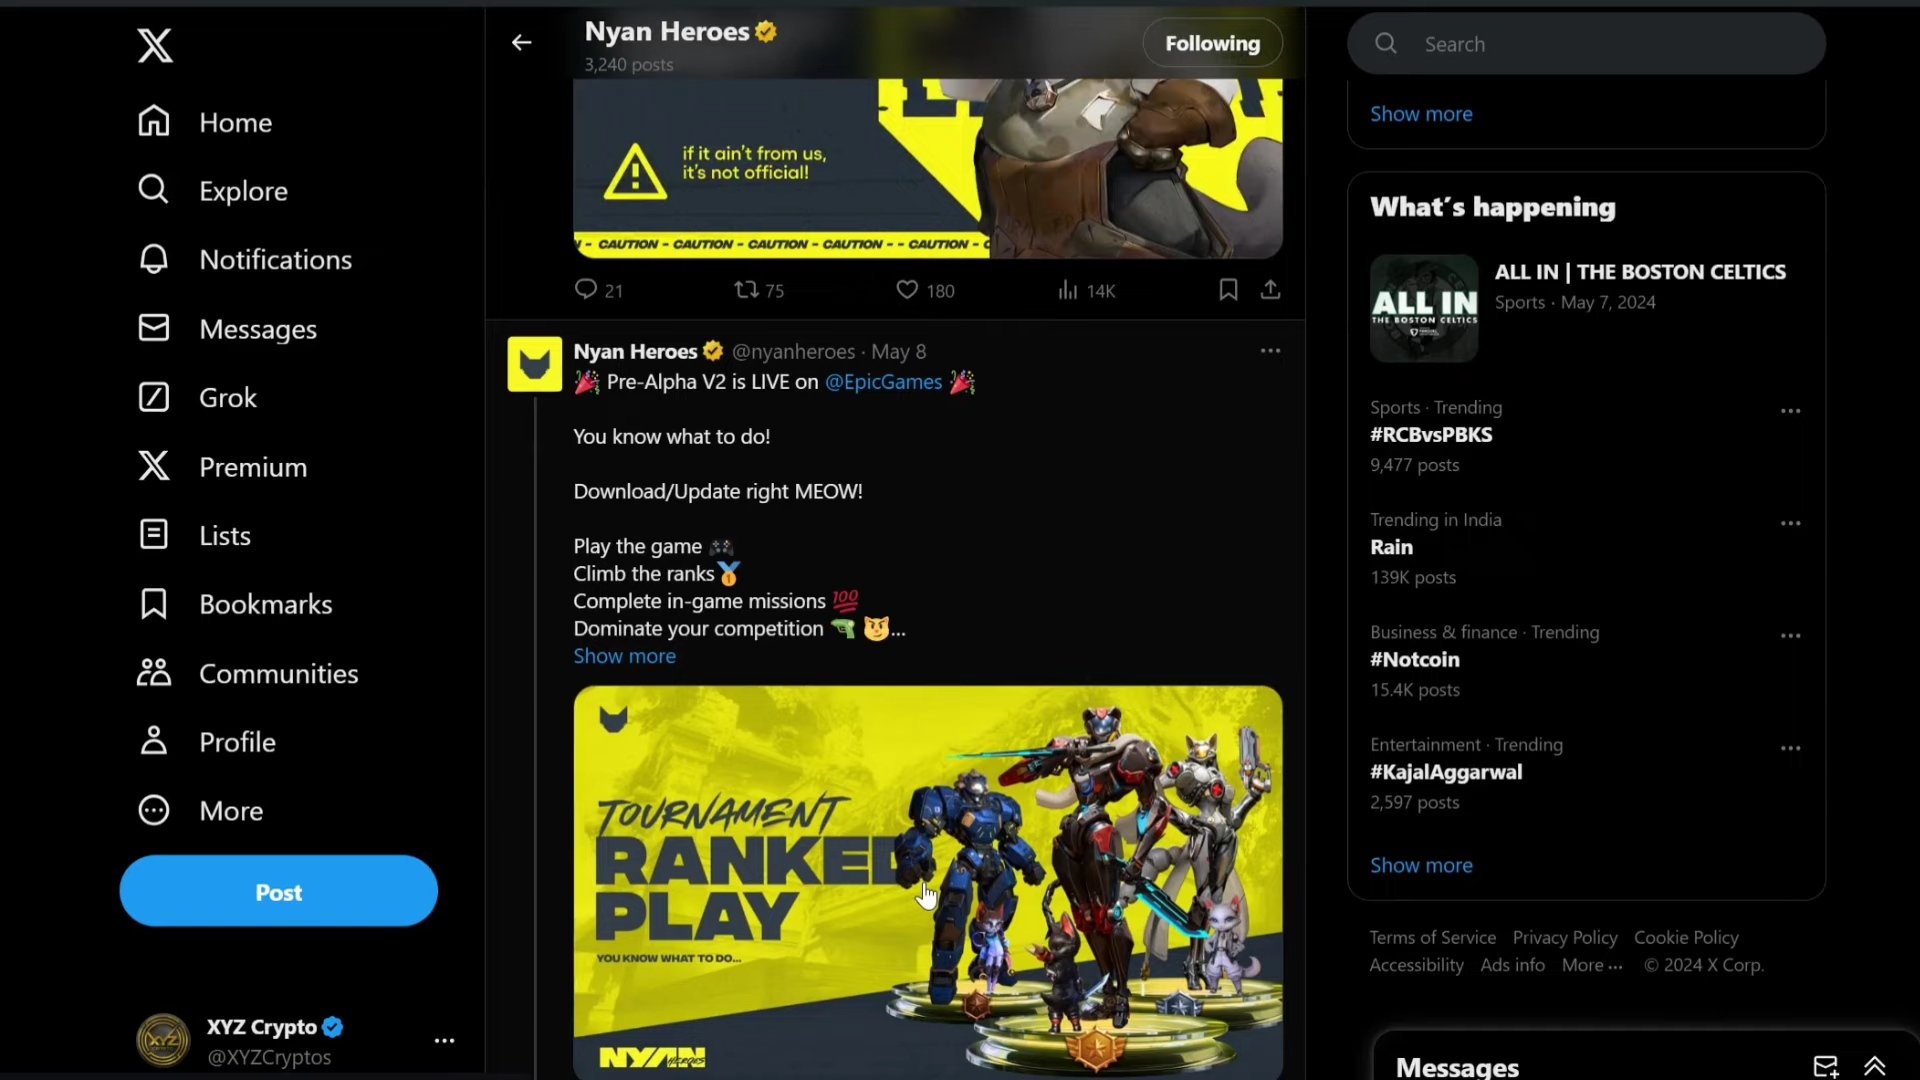 Home
Explore
Notifications
Messages
Grok
Premium
Lists
Bookmarks
Communities
Profile
More
Post
XYZ Crypto
@XYZCryptos
Nyan Heroes
3,240 posts
Following
if it ain't from us,
it's not official!
- CAUTION - CAUTION - CAUTION - CAUTION - - CAUTION -
21
75
180
14K
Nyan Heroes @nyanheroes · May 8
🎉 Pre-Alpha V2 is LIVE on @EpicGames 🎉
You know what to do!
Download/Update right MEOW!
Play the game 🎮
Climb the ranks🥇
Complete in-game missions 💯
Dominate your competition 🔫 😼...
Show more
TOURNAMENT
RANKED
PLAY
YOU KNOW WHAT TO DO...
NYAN HEROES
Search
Show more
What's happening
ALL IN
THE BOSTON CELTICS
ALL IN | THE BOSTON CELTICS
Sports · May 7, 2024
Sports · Trending
#RCBvsPBKS
9,477 posts
Trending in India
Rain
139K posts
Business & finance · Trending
#Notcoin
15.4K posts
Entertainment · Trending
#KajalAggarwal
2,597 posts
Show more
Terms of Service Privacy Policy Cookie Policy
Accessibility Ads info More ··· © 2024 X Corp.
Messages